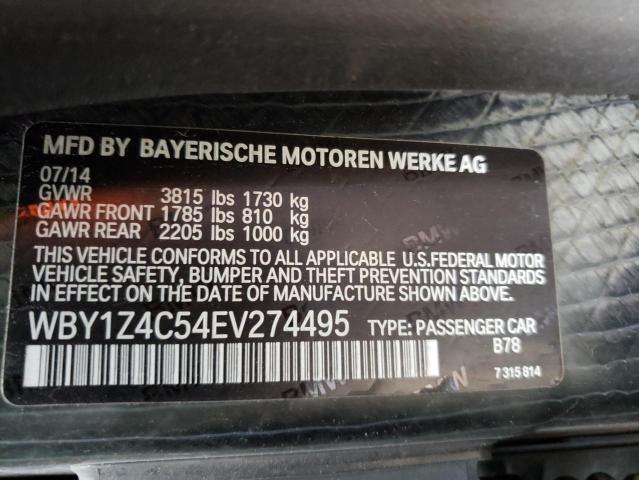 MFD BY BAYERISCHE MOTOREN WERKE AG
07/14
GVWR 3815 lbs 1730 kg
GAWR FRONT 1785 lbs 810 kg
GAWR REAR 2205 lbs 1000 kg
THIS VEHICLE CONFORMS TO ALL APPLICABLE U.S.FEDERAL MOTOR
VEHICLE SAFETY, BUMPER AND THEFT PREVENTION STANDARDS
IN EFFECT ON THE DATE OF MANUFACTURE SHOWN ABOVE.
WBY1Z4C54EV274495 TYPE: PASSENGER CAR
B78
7 315 814